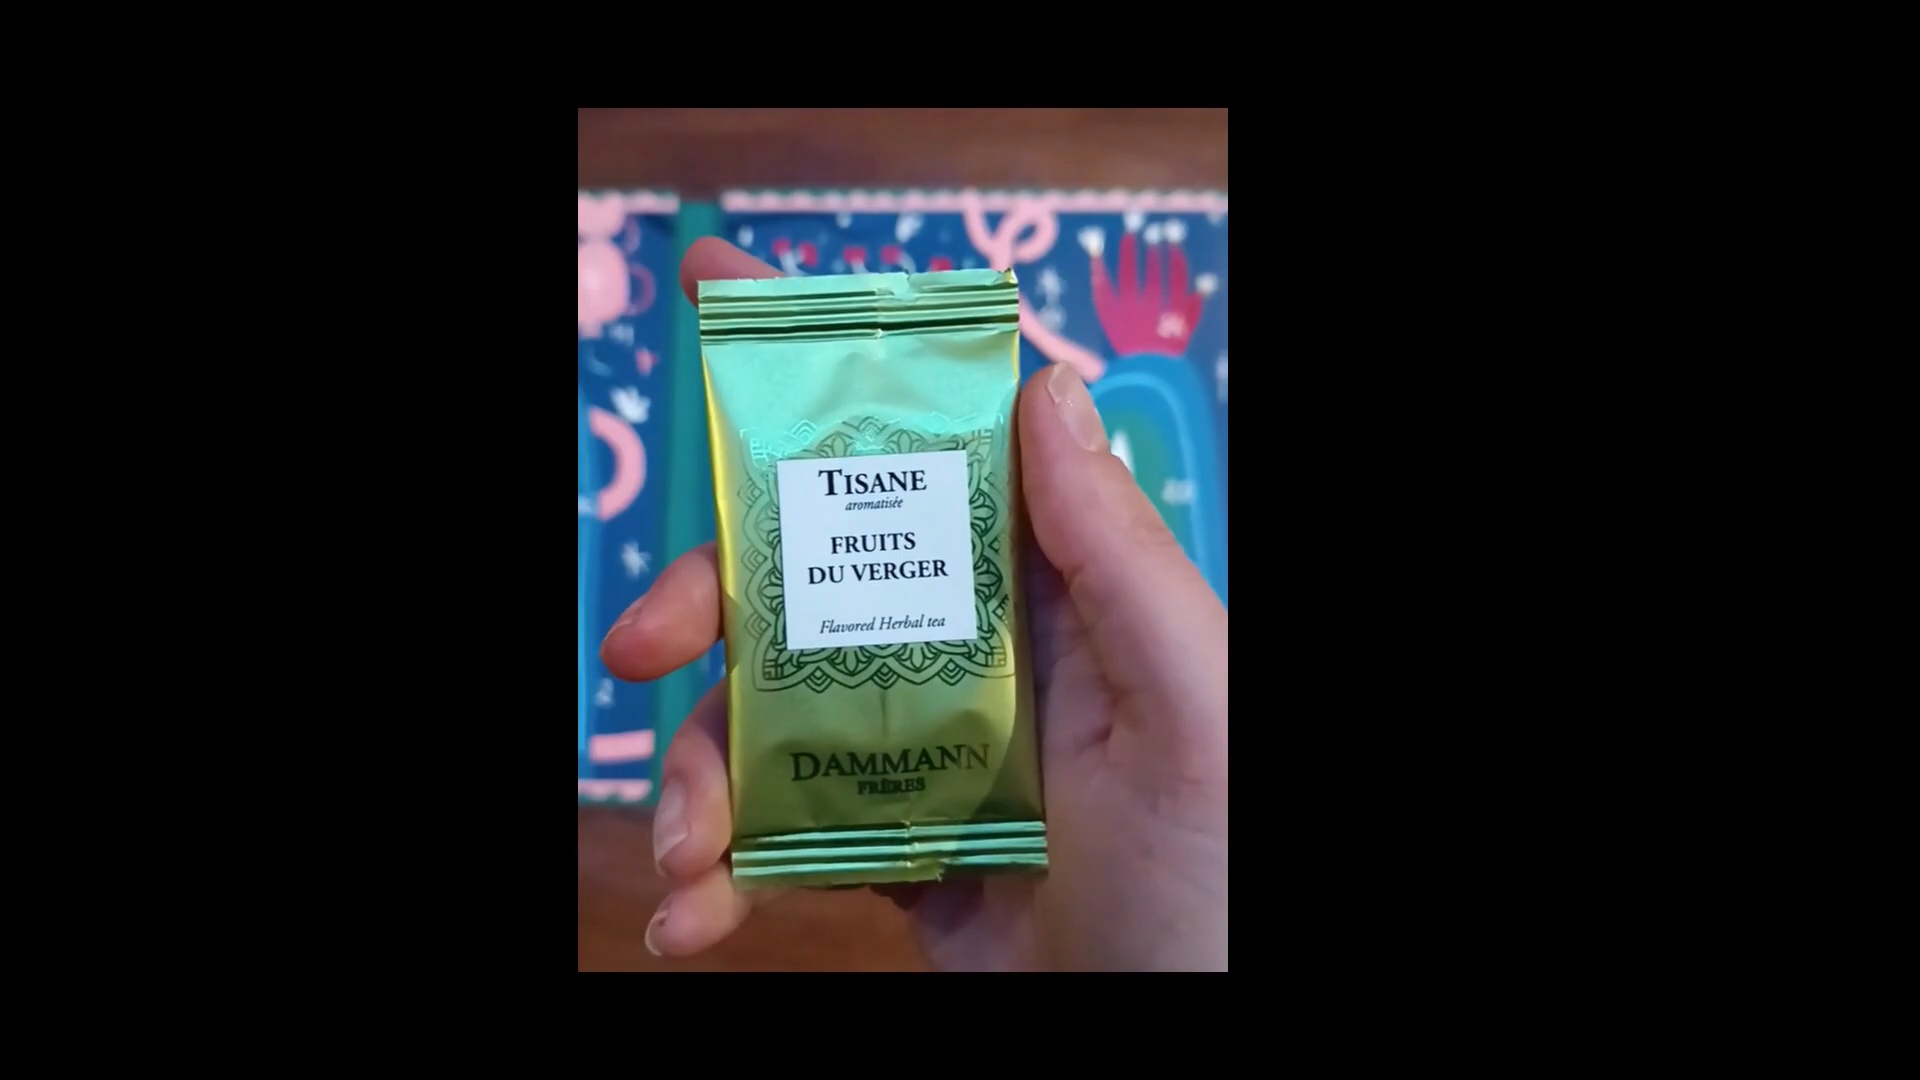 TISANE
aromatisée
FRUITS
DU VERGER
Flavored Herbal tea
DAMMANN
FRÈRES